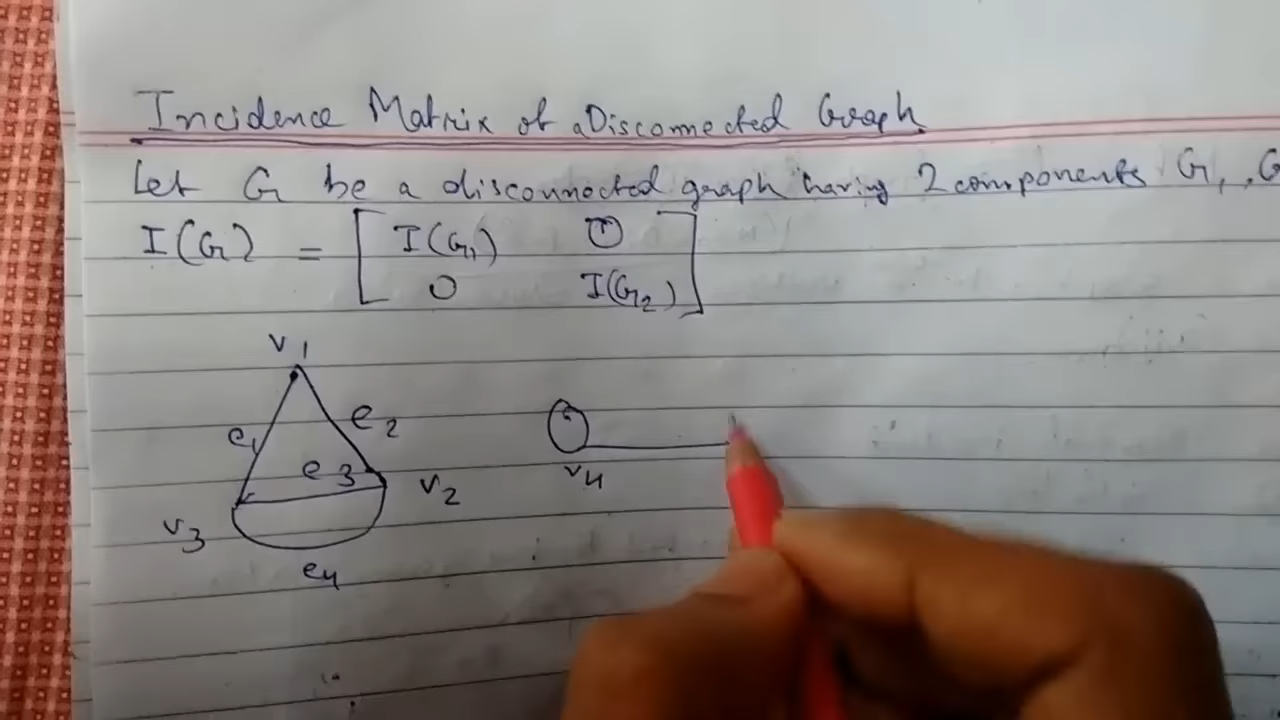 Incidence Matrix of a Disconnected Graph
Let G be a disconnected graph having 2 components G1, G
I(G) = [ I(G1) 0
0 I(G2) ]
v1
e1 e2
e3
v2
v3
v4
e4